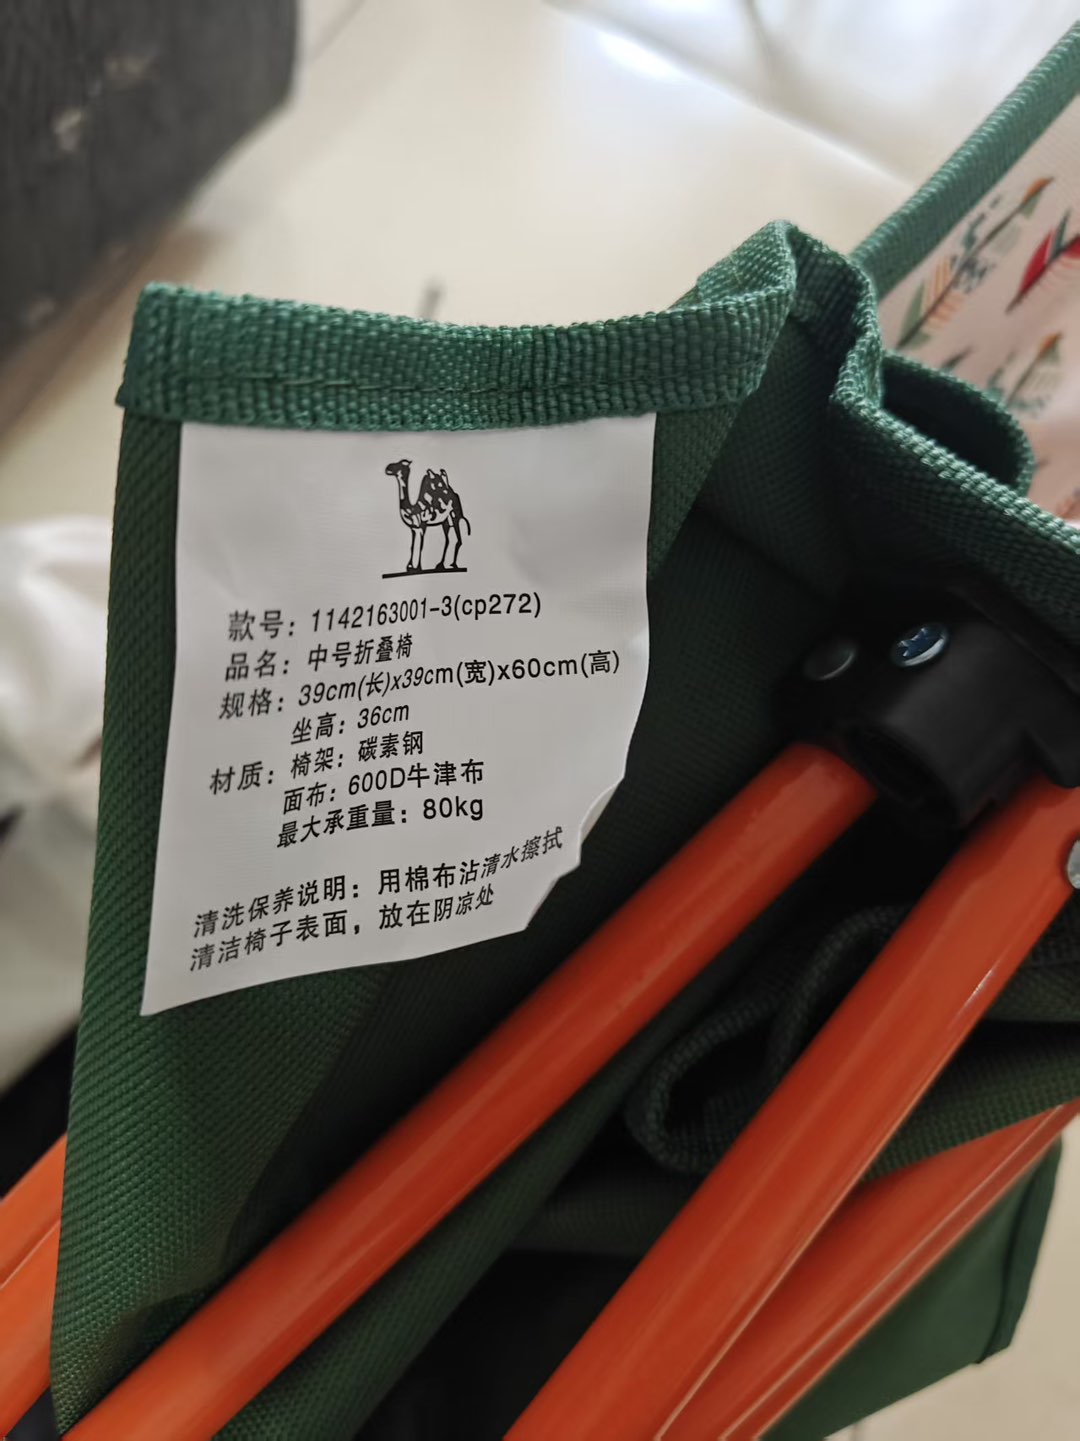 款号：1142163001-3(cp272)
品名：中号折叠椅
规格：39cm(长)x39cm(宽)x60cm(高)
坐高：36cm
材质：椅架：碳素钢
面布：600D牛津布
最大承重量：80kg
清洗保养说明：用棉布沾清水擦拭
清洁椅子表面，放在阴凉处